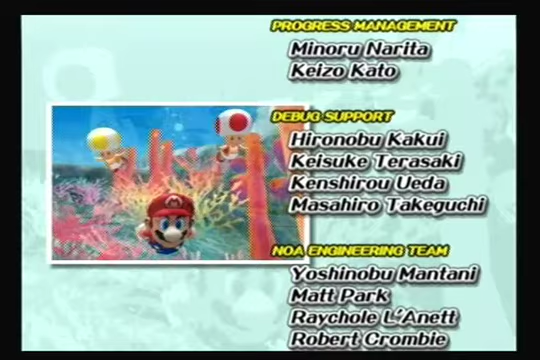 PROGRESS MANAGEMENT
Minoru Narita
Keizo Kato
DEBUG SUPPORT
Hironobu Kakui
Keisuke Terasaki
Kenshirou Ueda
Masahiro Takeguchi
NOA ENGINEERING TEAM
Yoshinobu Mantani
Matt Park
Raychole L'Anett
Robert Crombie